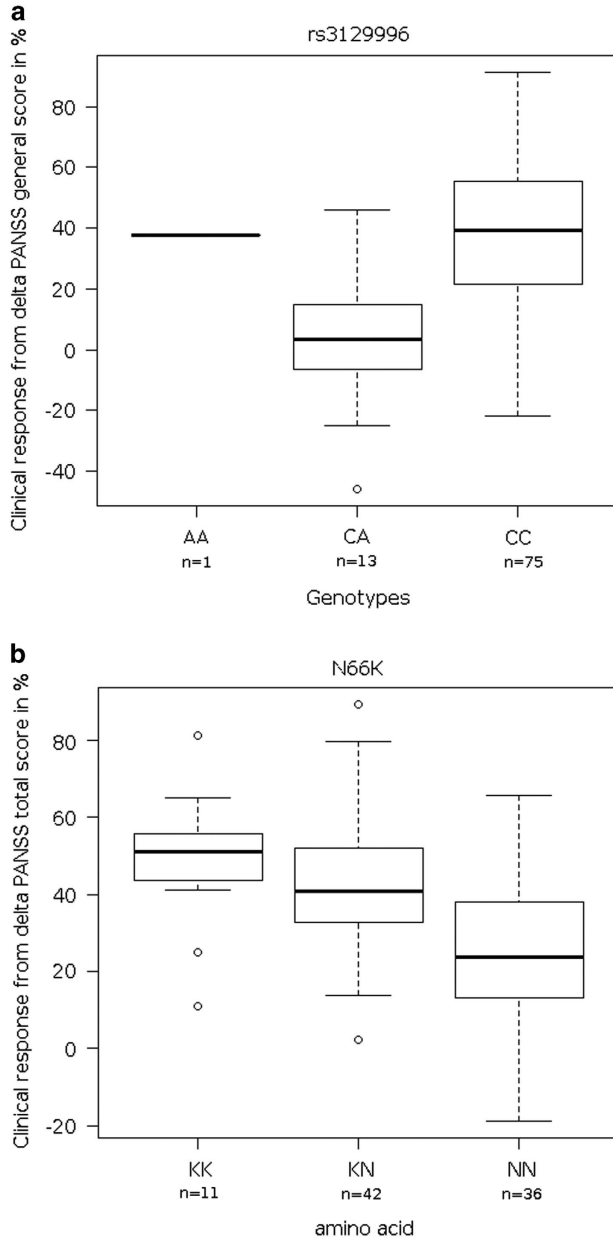 a
rs3129996
Clinical response from delta PANSS general score in %
80
60
40
20
0
-20
-40
AA
CA
CC
n=1
n=13
n=75
Genotypes
b
N66K
Clinical response from delta PANSS total score in %
80
60
40
20
0
-20
KK
KN
NN
n=11
n=42
n=36
amino acid